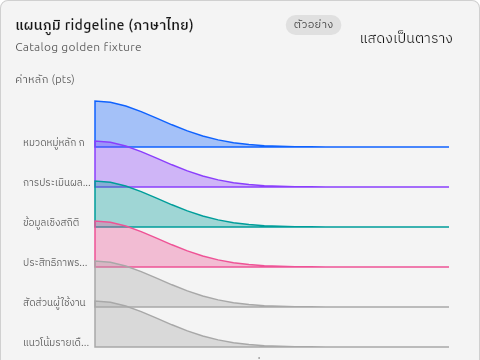 แผนภูมิ ridgeline (ภาษาไทย)
ตัวอย่าง
แสดงเป็นตาราง
Catalog golden fixture
ค่าหลัก (pts)
หมวดหมู่หลัก ก
การประเมินผล...
ข้อมูลเชิงสถิติ
ประสิทธิภาพร...
สัดส่วนผู้ใช้งาน
แนวโน้มรายเดื...